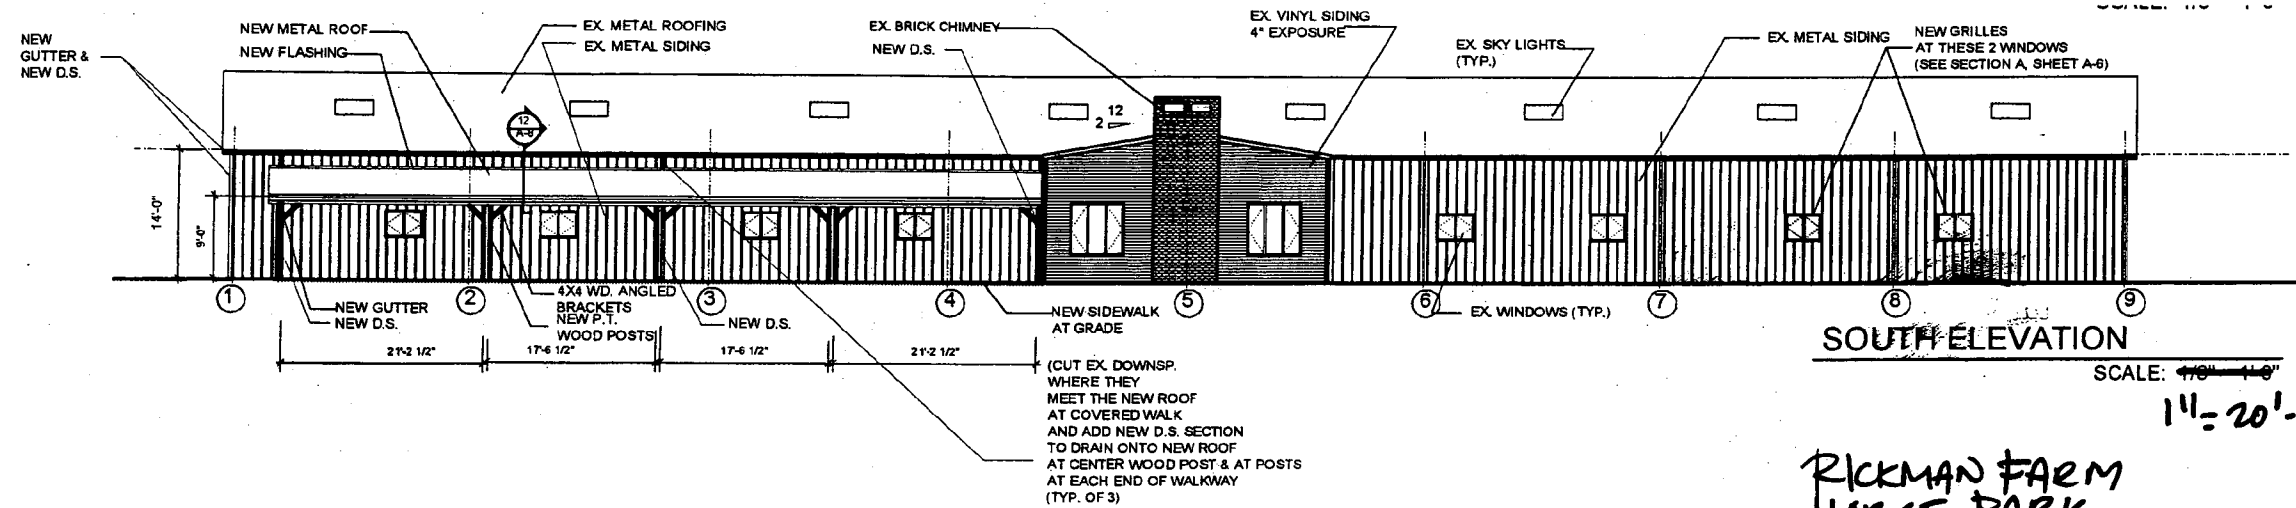 NEW
GUTTER &
NEW D.S.
NEW METAL ROOF
NEW FLASHING
EX. METAL ROOFING
EX. METAL SIDING
EX. BRICK CHIMNEY
NEW D.S.
EX. VINYL SIDING
4" EXPOSURE
EX. SKY LIGHTS
(TYP.)
EX. METAL SIDING
NEW GRILLES
AT THESE 2 WINDOWS
(SEE SECTION A, SHEET A-6)
12
A-8
12
2
14'-0"
9'-0"
1
2
3
4
5
6
7
8
9
NEW GUTTER
NEW D.S.
4X4 WD. ANGLED
BRACKETS
NEW P.T.
WOOD POSTS
NEW D.S.
NEW SIDEWALK
AT GRADE
EX. WINDOWS (TYP.)
21'-2 1/2"
17'-6 1/2"
17'-6 1/2"
21'-2 1/2"
(CUT EX. DOWNSP.
WHERE THEY
MEET THE NEW ROOF
AT COVERED WALK
AND ADD NEW D.S. SECTION
TO DRAIN ONTO NEW ROOF
AT CENTER WOOD POST & AT POSTS
AT EACH END OF WALKWAY
(TYP. OF 3)
SOUTH ELEVATION
SCALE: 1/8" = 1'-0"
1" = 20'-
RICKMAN FARM
HORSE PARK